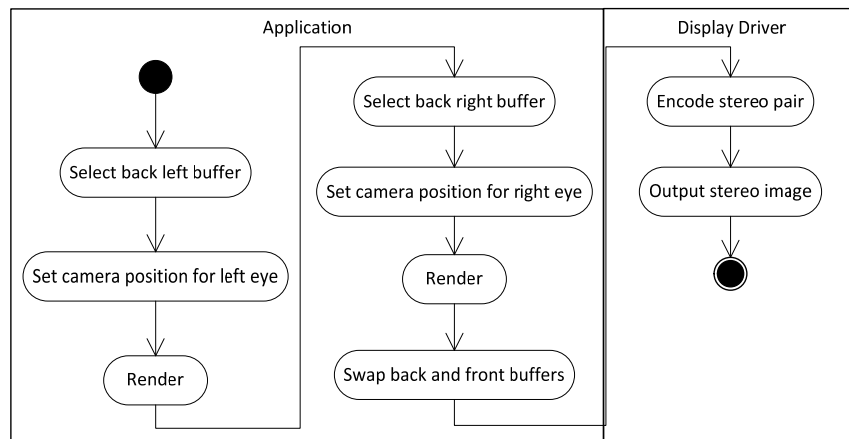 Application
Select back left buffer
Set camera position for left eye
Render
Select back right buffer
Set camera position for right eye
Render
Swap back and front buffers
Display Driver
Encode stereo pair
Output stereo image